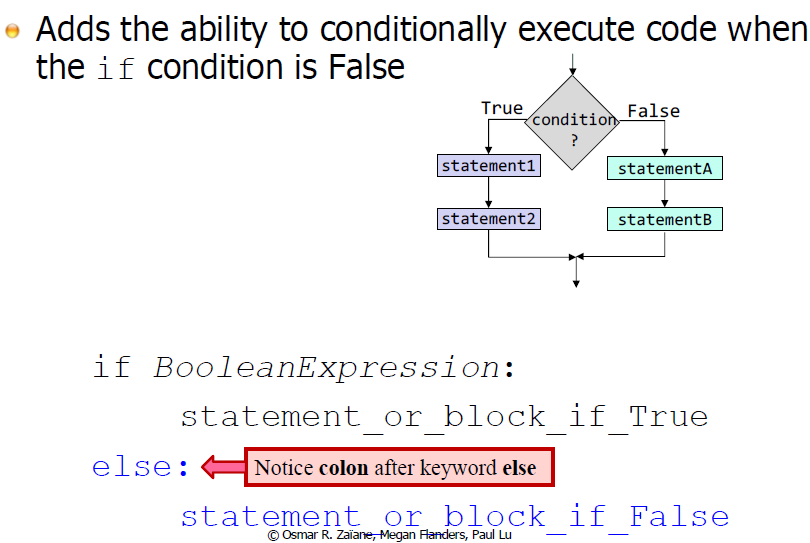 Adds the ability to conditionally execute code when
the if condition is False
True
False
condition
?
statement1
statementA
statement2
statementB
if BooleanExpression:
statement_or_block_if_True
else:
Notice colon after keyword else
statement_or_block_if_False
© Osmar R. Zaïane, Megan Flanders, Paul Lu